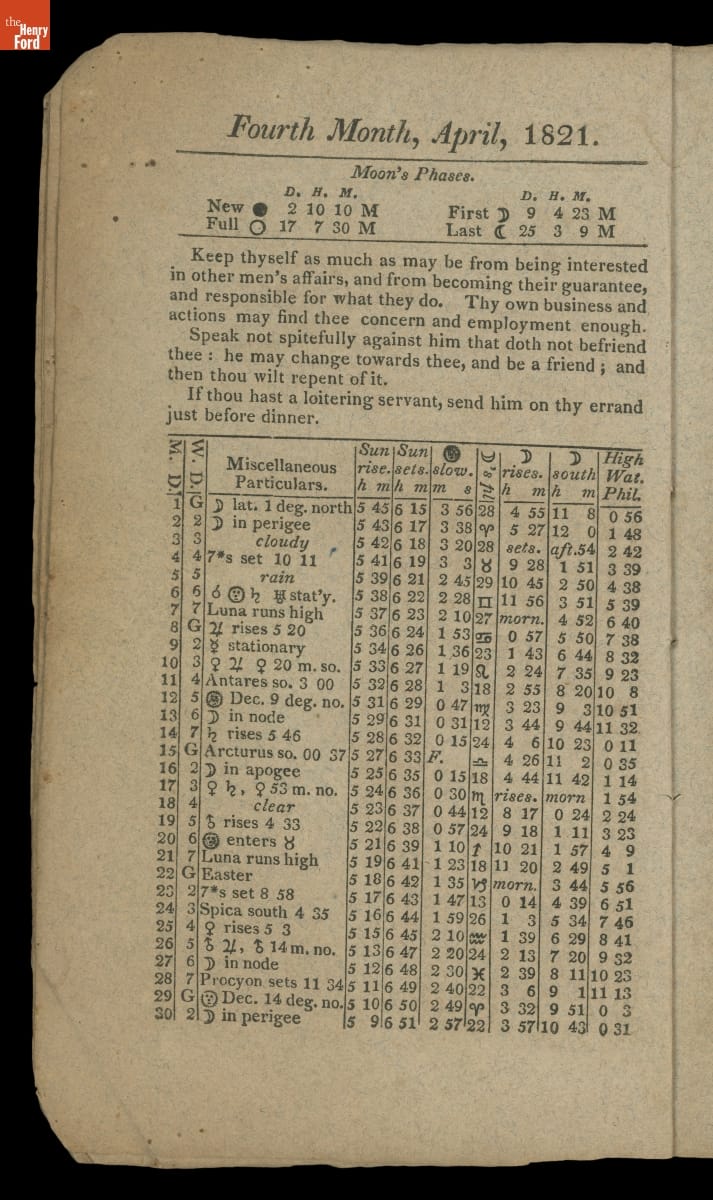 the
Henry
Ford
Fourth Month, April, 1821.
Moon's Phases.
D. H. M. D. H. M.
New ● 2 10 10 M First ☽ 9 4 23 M
Full ○ 17 7 30 M Last ☾ 25 3 9 M
Keep thyself as much as may be from being interested
in other men's affairs, and from becoming their guarantee,
and responsible for what they do. Thy own business and
actions may find thee concern and employment enough.
Speak not spitefully against him that doth not befriend
thee : he may change towards thee, and be a friend ; and
then thou wilt repent of it.
If thou hast a loitering servant, send him on thy errand
just before dinner.
M. D. W. D. Miscellaneous Particulars. Sun rise. h m Sun sets. h m ☉ slow. m s ☽'s pl. ☽ rises. h m ☽ south h m High Wat. Phil.
1 G ☽ lat. 1 deg. north 5 45 6 15 3 56 28 4 55 11 8 0 56
2 2 ☽ in perigee 5 43 6 17 3 38 ♈ 5 27 12 0 1 48
3 3 cloudy 5 42 6 18 3 20 28 sets. aft.54 2 42
4 4 7*s set 10 11 5 41 6 19 3 3 ♉ 9 28 1 51 3 39
5 5 rain 5 39 6 21 2 45 29 10 45 2 50 4 38
6 6 ☌ ☉ ♄ ♅ stat'y. 5 38 6 22 2 28 ♊ 11 56 3 51 5 39
7 7 Luna runs high 5 37 6 23 2 10 27 morn. 4 52 6 40
8 G ♃ rises 5 20 5 36 6 24 1 53 ♋ 0 57 5 50 7 38
9 2 ☿ stationary 5 34 6 26 1 36 23 1 43 6 44 8 32
10 3 ♀ ♃ ♀ 20 m. so. 5 33 6 27 1 19 ♌ 2 24 7 35 9 23
11 4 Antares so. 3 00 5 32 6 28 1 3 18 2 55 8 20 10 8
12 5 ☉ Dec. 9 deg. no. 5 31 6 29 0 47 ♍ 3 23 9 3 10 51
13 6 ☽ in node 5 29 6 31 0 31 12 3 44 9 44 11 32
14 7 ♄ rises 5 46 5 28 6 32 0 15 24 4 6 10 23 0 11
15 G Arcturus so. 00 37 5 27 6 33 F. ♎ 4 26 11 2 0 35
16 2 ☽ in apogee 5 25 6 35 0 15 18 4 44 11 42 1 14
17 3 ♀ ♄, ♀ 53 m. no. 5 24 6 36 0 30 ♏ rises. morn 1 54
18 4 clear 5 23 6 37 0 44 12 8 17 0 24 2 24
19 5 ♁ rises 4 33 5 22 6 38 0 57 24 9 18 1 11 3 23
20 6 ☉ enters ♉ 5 21 6 39 1 10 ♐ 10 21 1 57 4 9
21 7 Luna runs high 5 19 6 41 1 23 18 11 20 2 49 5 1
22 G Easter 5 18 6 42 1 35 ♑ morn. 3 44 5 56
23 2 7*s set 8 58 5 17 6 43 1 47 13 0 14 4 39 6 51
24 3 Spica south 4 35 5 16 6 44 1 59 26 1 3 5 34 7 46
25 4 ♀ rises 5 3 5 15 6 45 2 10 ♒ 1 39 6 29 8 41
26 5 ♁ ♃, ♁ 14 m. no. 5 13 6 47 2 20 24 2 13 7 20 9 32
27 6 ☽ in node 5 12 6 48 2 30 ♓ 2 39 8 11 10 23
28 7 Procyon sets 11 34 5 11 6 49 2 40 22 3 6 9 1 11 13
29 G ☉ Dec. 14 deg. no. 5 10 6 50 2 49 ♈ 3 32 9 51 0 3
30 2 ☽ in perigee 5 9 6 51 2 57 22 3 57 10 43 0 31